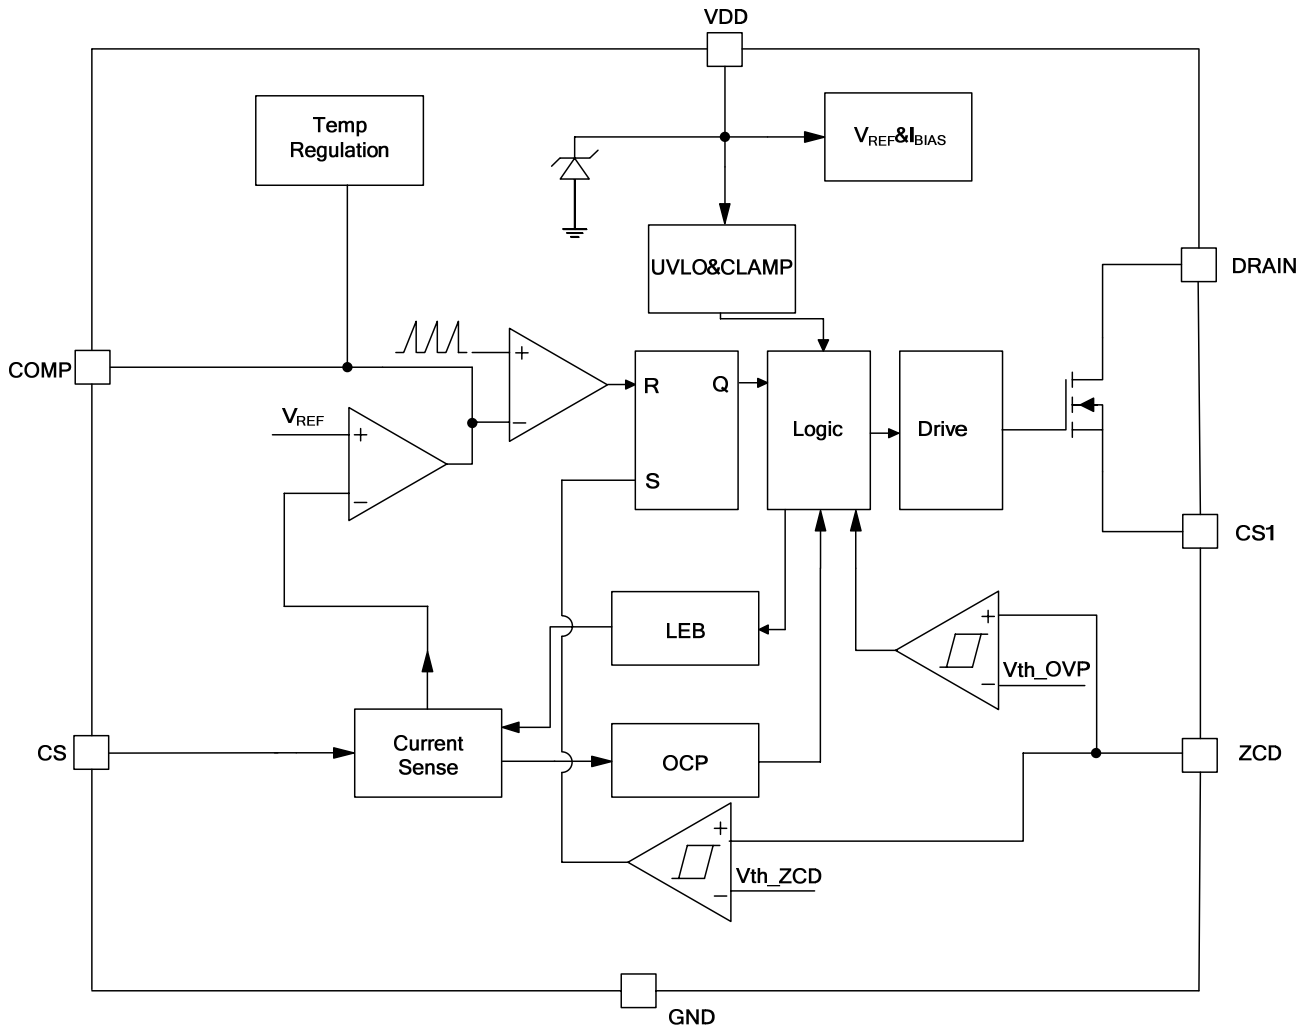 VDD
Temp
Regulation
VREF&IBIAS
UVLO&CLAMP
DRAIN
COMP
+
−
R
Q
S
VREF
+
−
Logic
Drive
CS1
LEB
+
−
Vth_OVP
CS
Current
Sense
OCP
ZCD
+
−
Vth_ZCD
GND